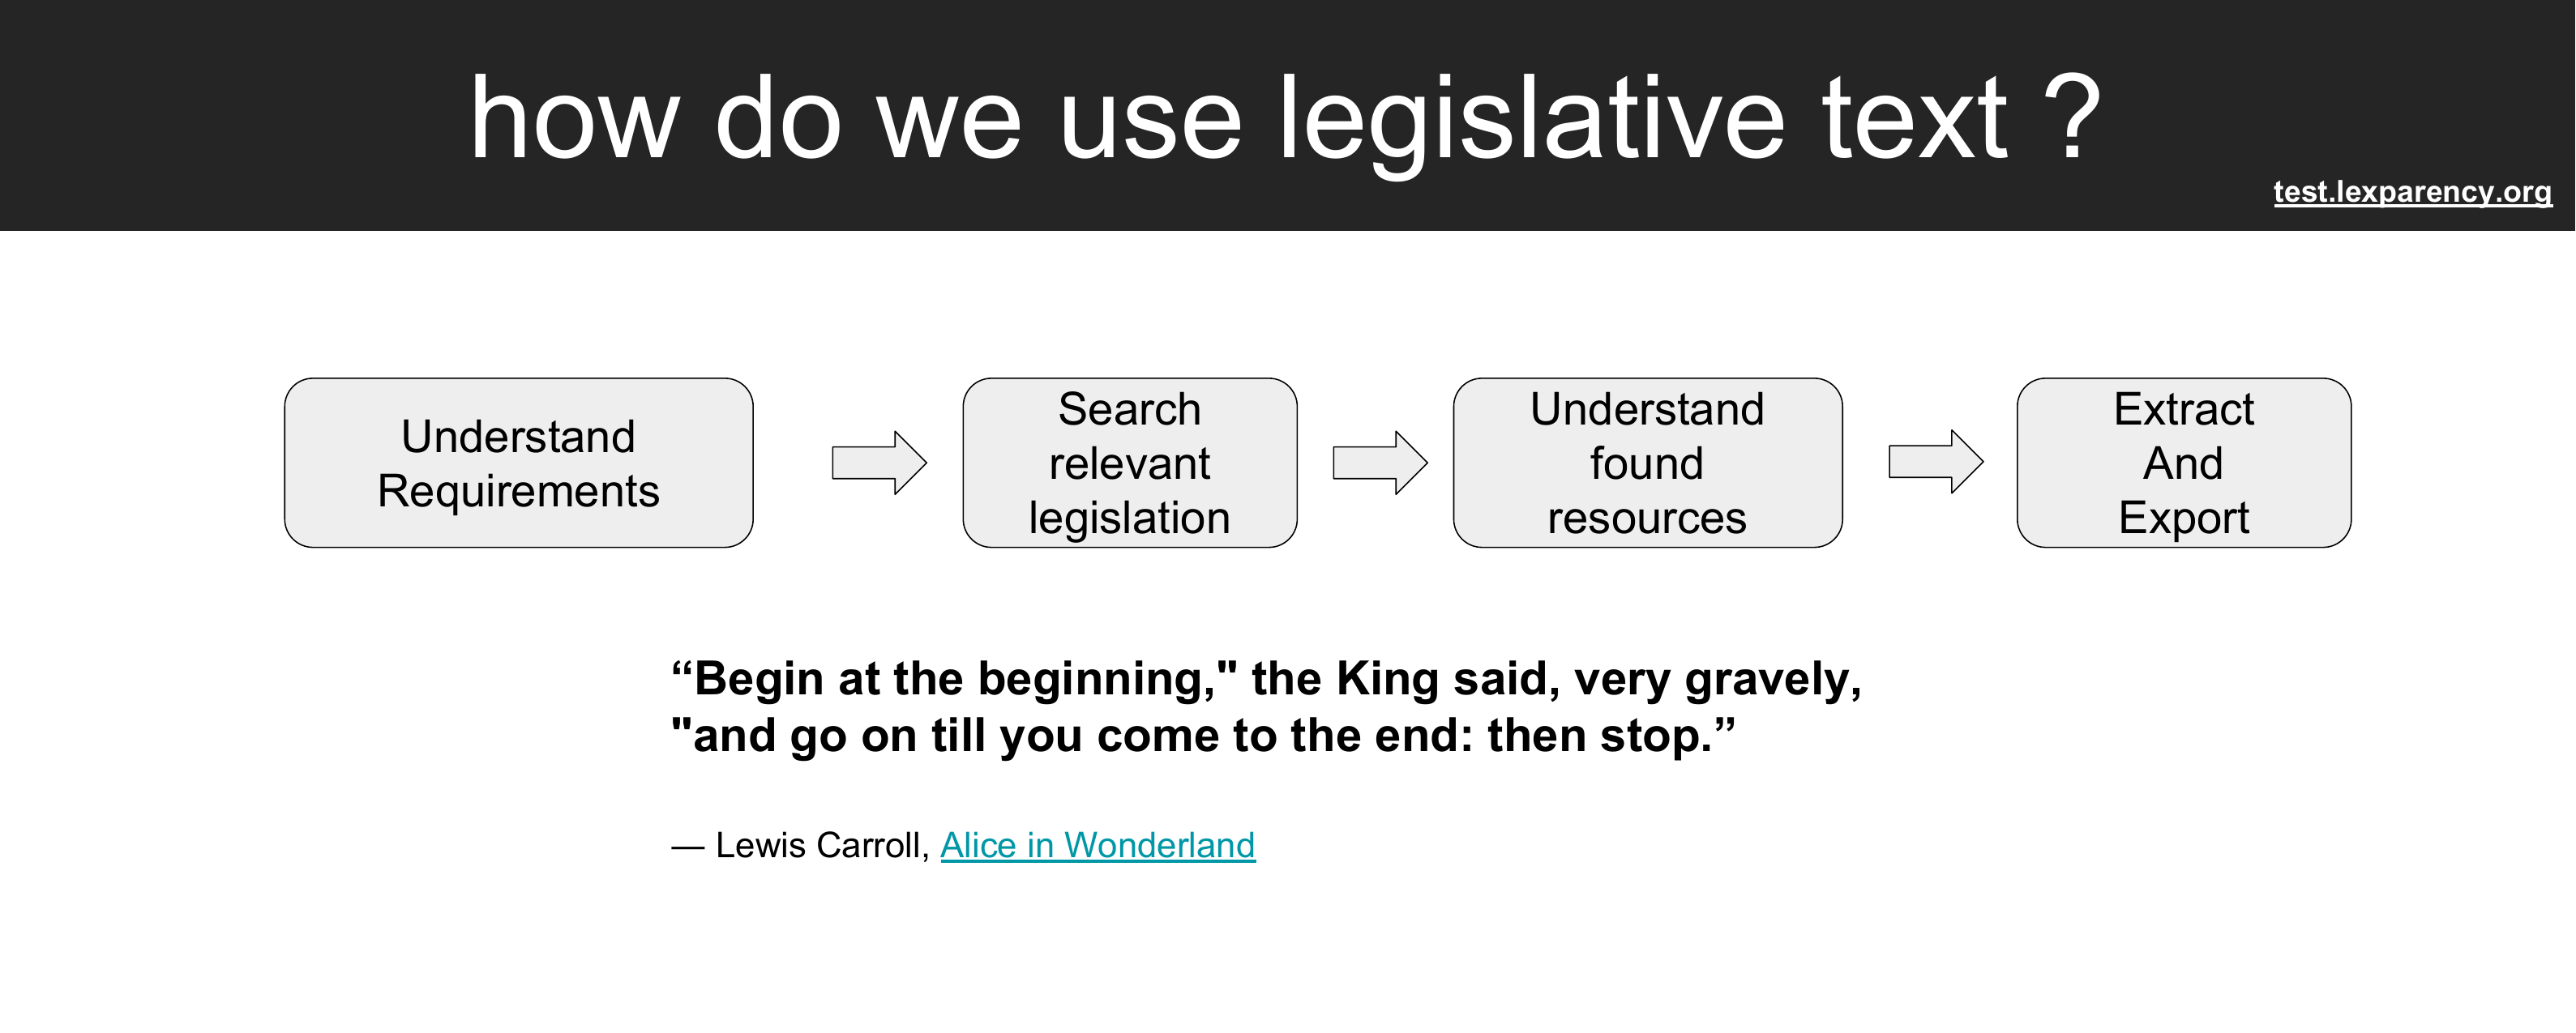 how do we use legislative text ?
test.lexparency.org
Understand
Requirements
Search
relevant
legislation
Understand
found
resources
Extract
And
Export
“Begin at the beginning," the King said, very gravely,
"and go on till you come to the end: then stop.”
— Lewis Carroll, Alice in Wonderland